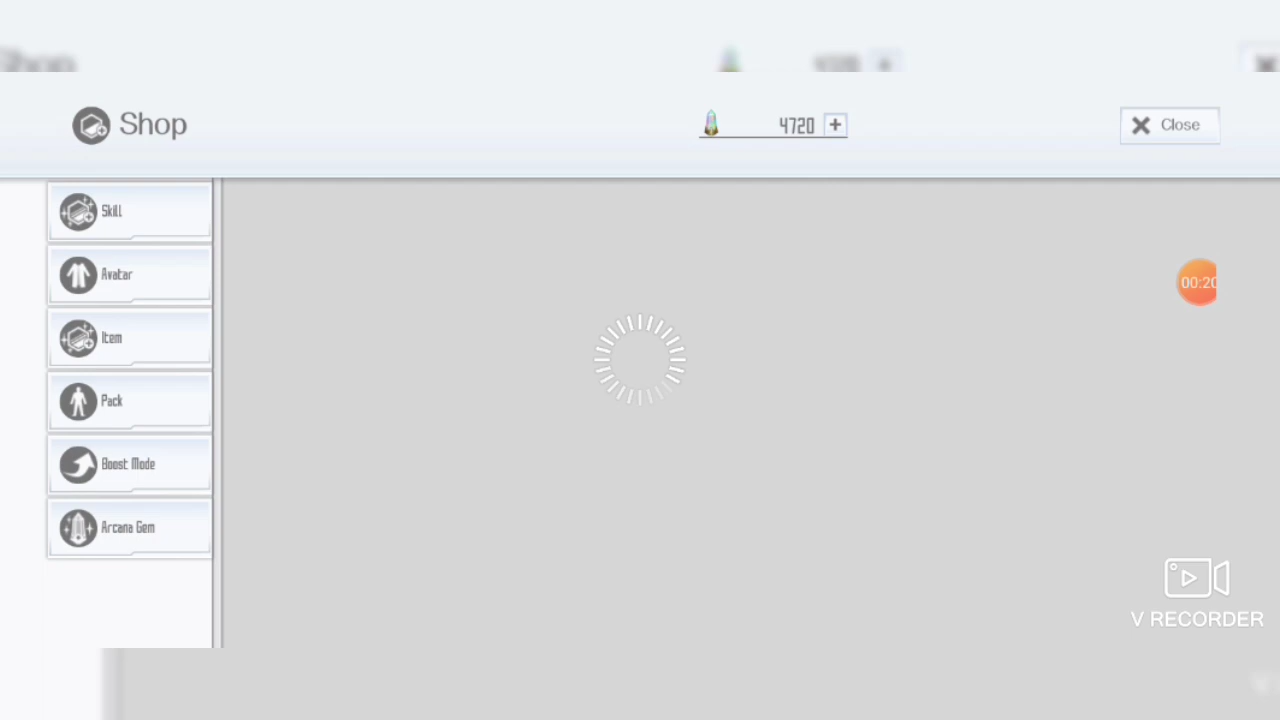 Shop
4720
Close
Skill
Avatar
00:20
Item
Pack
Boost Mode
Arcana Gem
V RECORDER